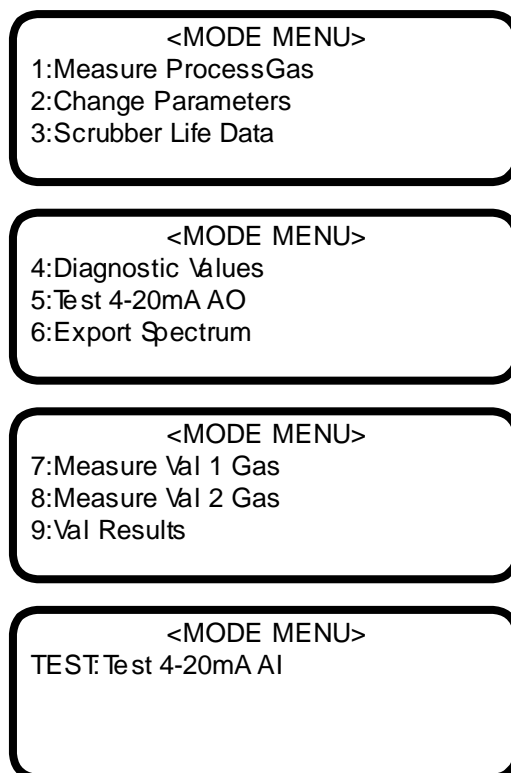 <MODE MENU>
1:Measure ProcessGas
2:Change Parameters
3:Scrubber Life Data
<MODE MENU>
4:Diagnostic Values
5:Test 4-20mA AO
6:Export Spectrum
<MODE MENU>
7:Measure Val 1 Gas
8:Measure Val 2 Gas
9:Val Results
<MODE MENU>
TEST:Test 4-20mA AI